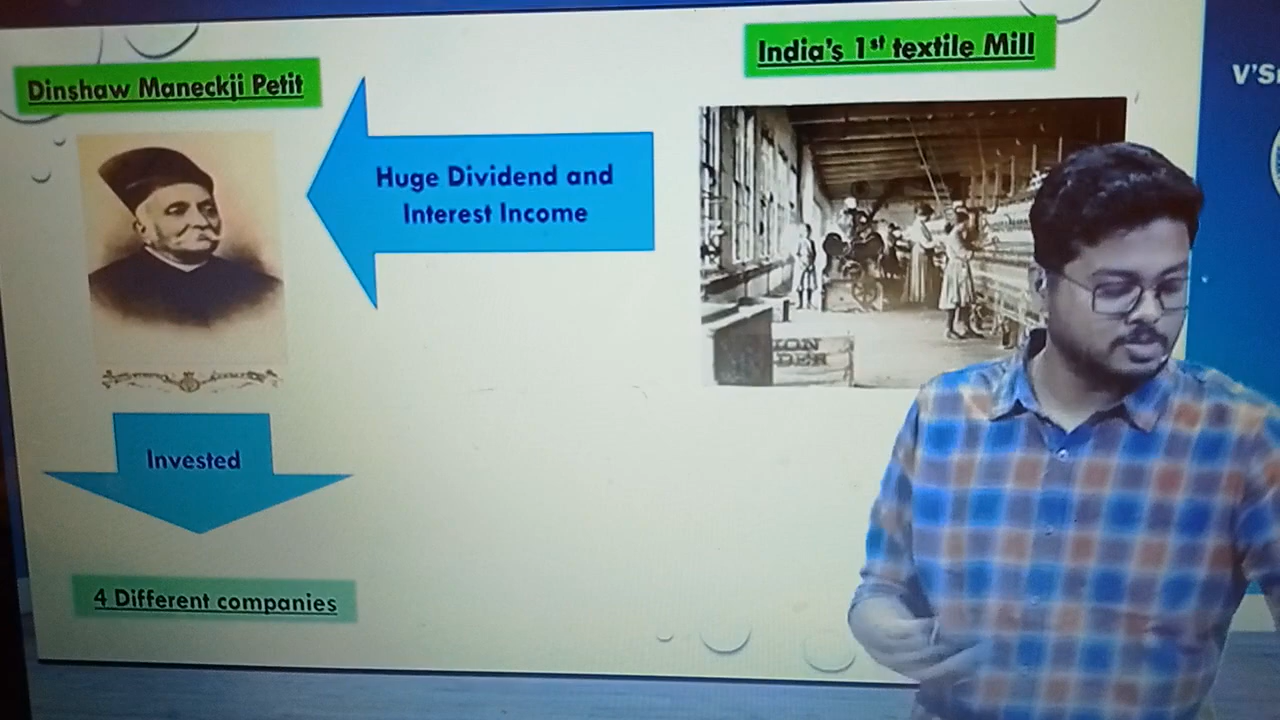 Dinshaw Maneckji Petit
India's 1st textile Mill
Huge Dividend and
Interest Income
Invested
4 Different companies